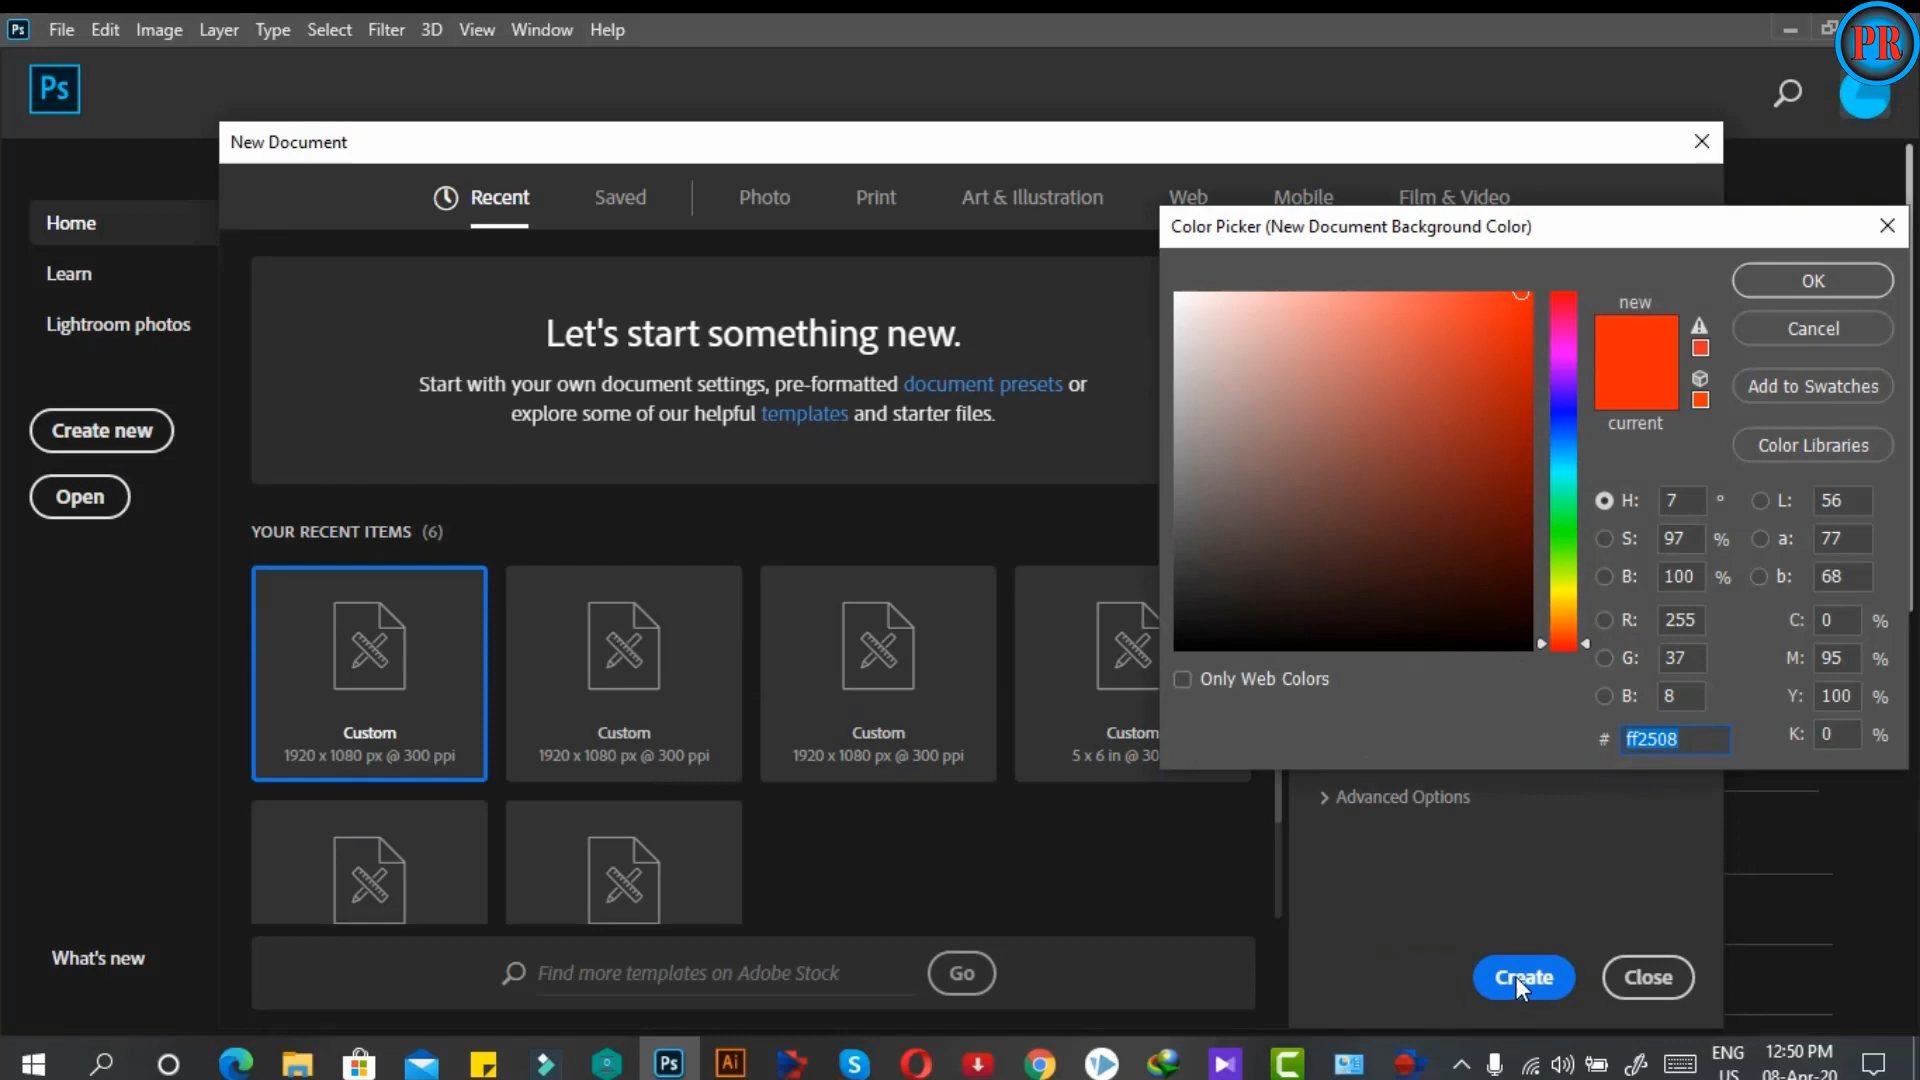 Ps File Edit Image Layer Type Select Filter 3D View Window Help
PR
Ps
New Document
Recent Saved Photo Print Art & Illustration Web Mobile Film & Video
Home
Learn
Lightroom photos
Create new
Open
What's new
Let's start something new.
Start with your own document settings, pre-formatted document presets or
explore some of our helpful templates and starter files.
YOUR RECENT ITEMS (6)
Custom
1920 x 1080 px @ 300 ppi
Custom
1920 x 1080 px @ 300 ppi
Custom
1920 x 1080 px @ 300 ppi
Custom
5 x 6 in @ 30
Find more templates on Adobe Stock Go
Color Picker (New Document Background Color)
new
current
OK
Cancel
Add to Swatches
Color Libraries
H: 7 ° L: 56
S: 97 % a: 77
B: 100 % b: 68
R: 255 C: 0 %
G: 37 M: 95 %
B: 8 Y: 100 %
# ff2508 K: 0 %
Only Web Colors
Advanced Options
Create Close
Ps Ai
ENG 12:50 PM
US 08-Apr-20